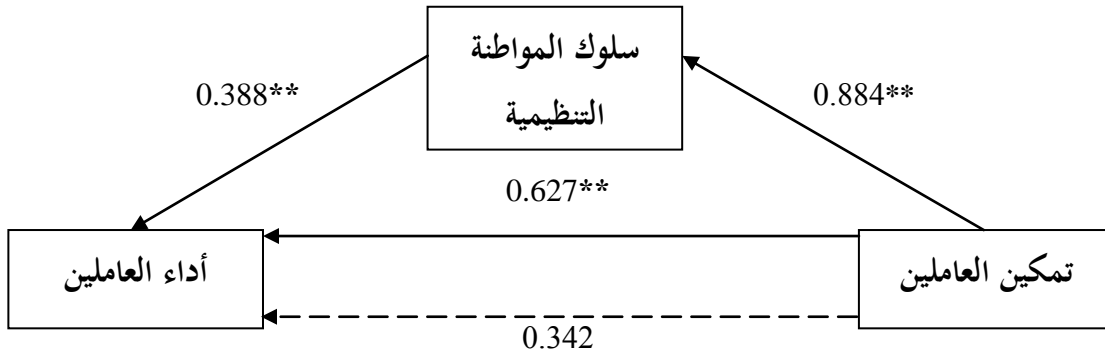 سلوك المواطنة
التنظيمية
0.884**
0.388**
0.627**
تمكين العاملين
أداء العاملين
0.342